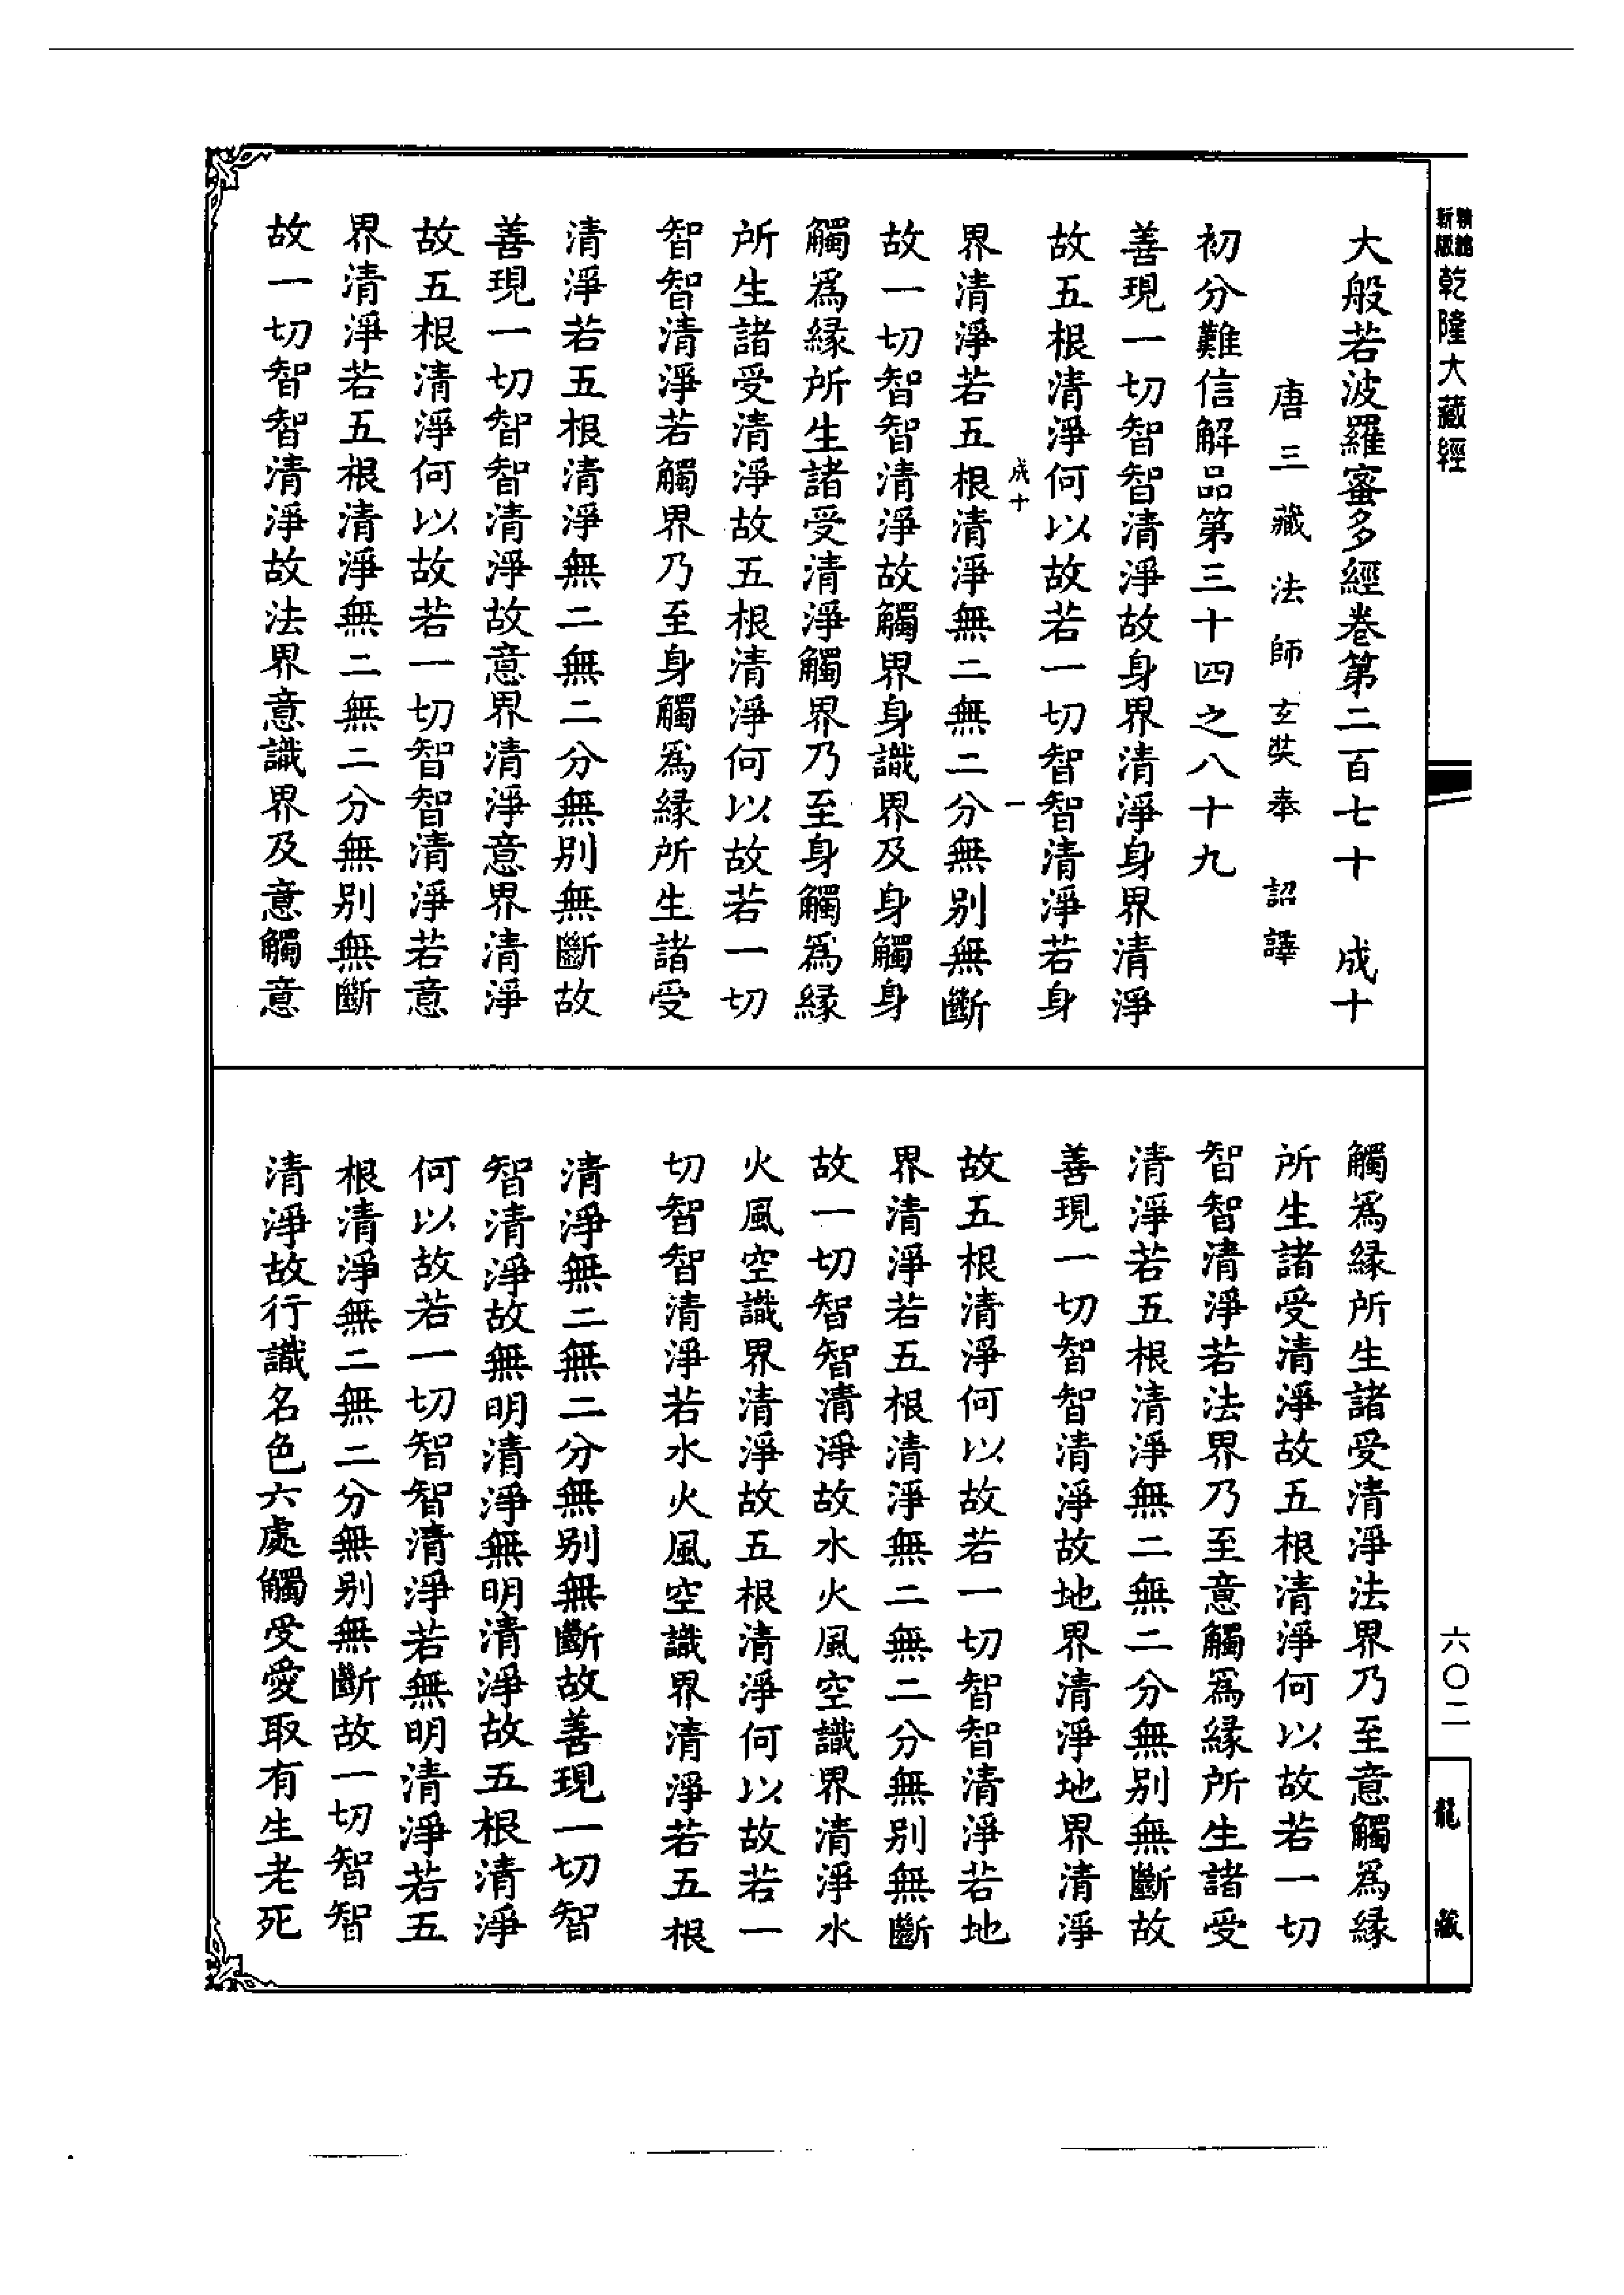 新版
精縮
乾隆大藏經
六〇二
龍藏
大般若波羅蜜多經卷第二百七十 成十
唐三藏法師玄奘奉 詔譯
初分難信解品第三十四之八十九
善現一切智智清淨故身界清淨身界清淨
故五根清淨何以故若一切智智清淨若身
成十 一
界清淨若五根清淨無二無二分無別無斷
故一切智智清淨故觸界身識界及身觸身
觸爲緣所生諸受清淨觸界乃至身觸爲緣
所生諸受清淨故五根清淨何以故若一切
智智清淨若觸界乃至身觸爲緣所生諸受
清淨若五根清淨無二無二分無別無斷故
善現一切智智清淨故意界清淨意界清淨
故五根清淨何以故若一切智智清淨若意
界清淨若五根清淨無二無二分無別無斷
故一切智智清淨故法界意識界及意觸意
觸爲緣所生諸受清淨法界乃至意觸爲緣
所生諸受清淨故五根清淨何以故若一切
智智清淨若法界乃至意觸爲緣所生諸受
清淨若五根清淨無二無二分無別無斷故
善現一切智智清淨故地界清淨地界清淨
故五根清淨何以故若一切智智清淨若地
界清淨若五根清淨無二無二分無別無斷
故一切智智清淨故水火風空識界清淨水
火風空識界清淨故五根清淨何以故若一
切智智清淨若水火風空識界清淨若五根
清淨無二無二分無別無斷故善現一切智
智清淨故無明清淨無明清淨故五根清淨
何以故若一切智智清淨若無明清淨若五
根清淨無二無二分無別無斷故一切智智
清淨故行識名色六處觸受愛取有生老死